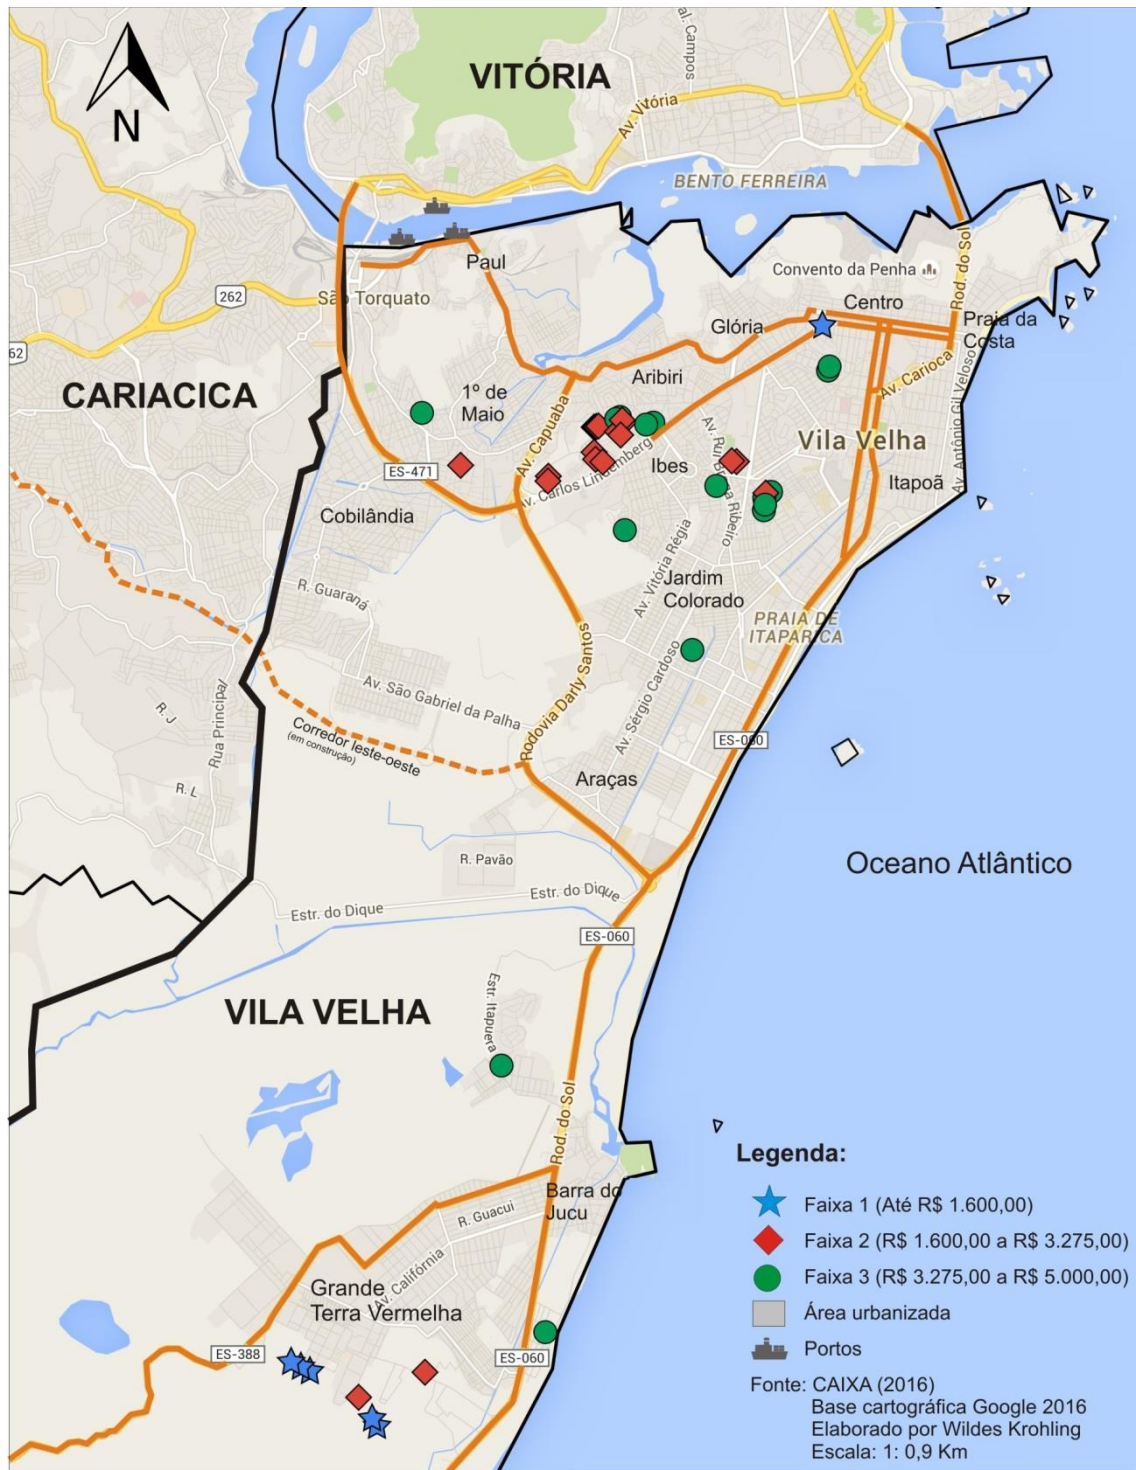 al. Campos
VITÓRIA
Av. Vitória
N
BENTO FERREIRA
Rod. do Sol
Paul
Convento da Penha
262
São Torquato
Centro
Glória
Praia da
Costa
62
CARIACICA
Aribiri
Av. Carioca
1º de
Maio
Av. Capuaba
Vila Velha
Av. Antônio Gil Veloso
ES-471
Ibes
Av. Carlos Lindemberg
Itapoã
Cobilândia
Av. Vitória Régia
R. Guaraná
Jardim
Colorado
PRAIA DE
ITAPARICA
Rodovia Darly Santos
Av. Sérgio Cardoso
Av. São Gabriel da Palha
R. J
Rua Principal
Corredor leste-oeste
(em construção)
ES-060
R. L
Araças
R. Pavão
Oceano Atlântico
Estr. do Dique
Estr. do Dique
ES-060
Estr. Itapuera
VILA VELHA
Rod. do Sol
Barra do
Jucu
R. Guacui
Av. Califórnia
Grande
Terra Vermelha
ES-388
ES-060
Legenda:
Faixa 1 (Até R$ 1.600,00)
Faixa 2 (R$ 1.600,00 a R$ 3.275,00)
Faixa 3 (R$ 3.275,00 a R$ 5.000,00)
Área urbanizada
Portos
Fonte: CAIXA (2016)
Base cartográfica Google 2016
Elaborado por Wildes Krohling
Escala: 1: 0,9 Km